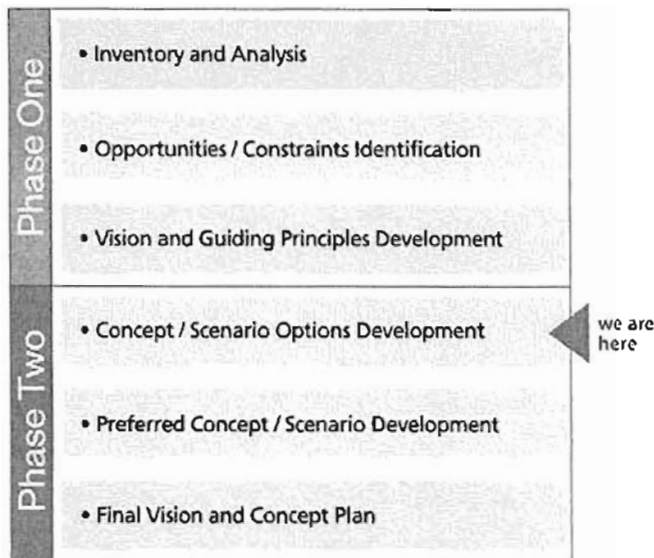 Phase One
• Inventory and Analysis
• Opportunities / Constraints Identification
• Vision and Guiding Principles Development
Phase Two
• Concept / Scenario Options Development
we are
here
• Preferred Concept / Scenario Development
• Final Vision and Concept Plan